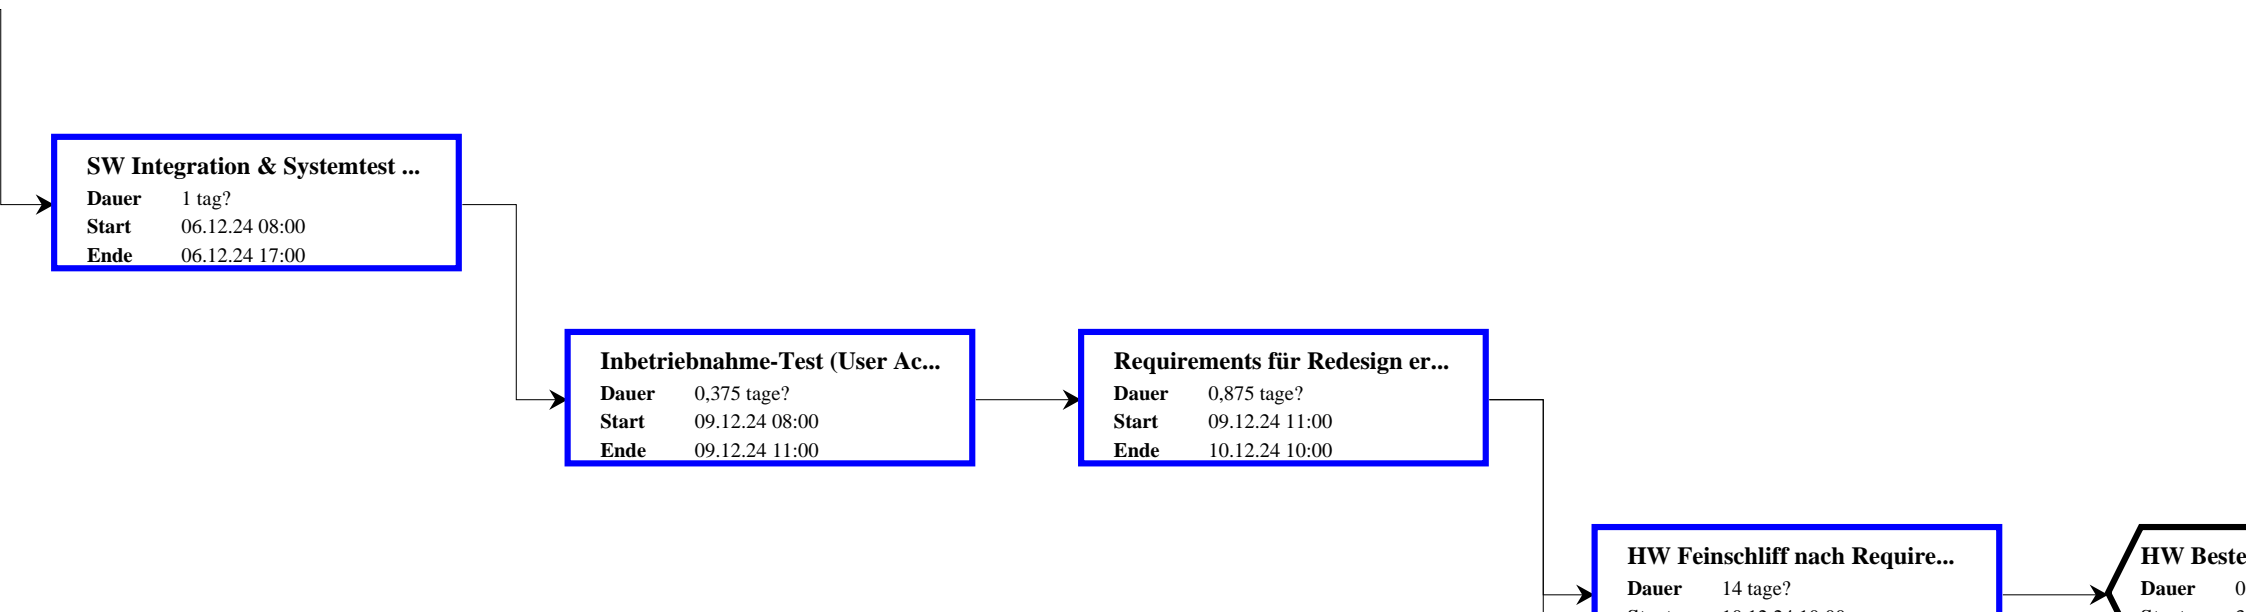 SW Integration & Systemtest ...
Dauer 1 tag?
Start 06.12.24 08:00
Ende 06.12.24 17:00
Inbetriebnahme-Test (User Ac...
Dauer 0,375 tage?
Start 09.12.24 08:00
Ende 09.12.24 11:00
Requirements für Redesign er...
Dauer 0,875 tage?
Start 09.12.24 11:00
Ende 10.12.24 10:00
HW Feinschliff nach Require...
Dauer 14 tage?
HW Beste
Dauer 0